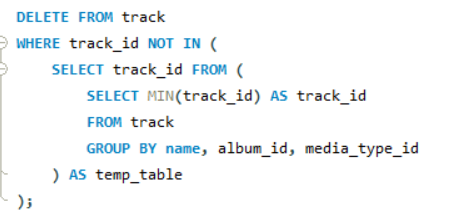 DELETE FROM track
WHERE track_id NOT IN (
    SELECT track_id FROM (
        SELECT MIN(track_id) AS track_id
        FROM track
        GROUP BY name, album_id, media_type_id
    ) AS temp_table
);